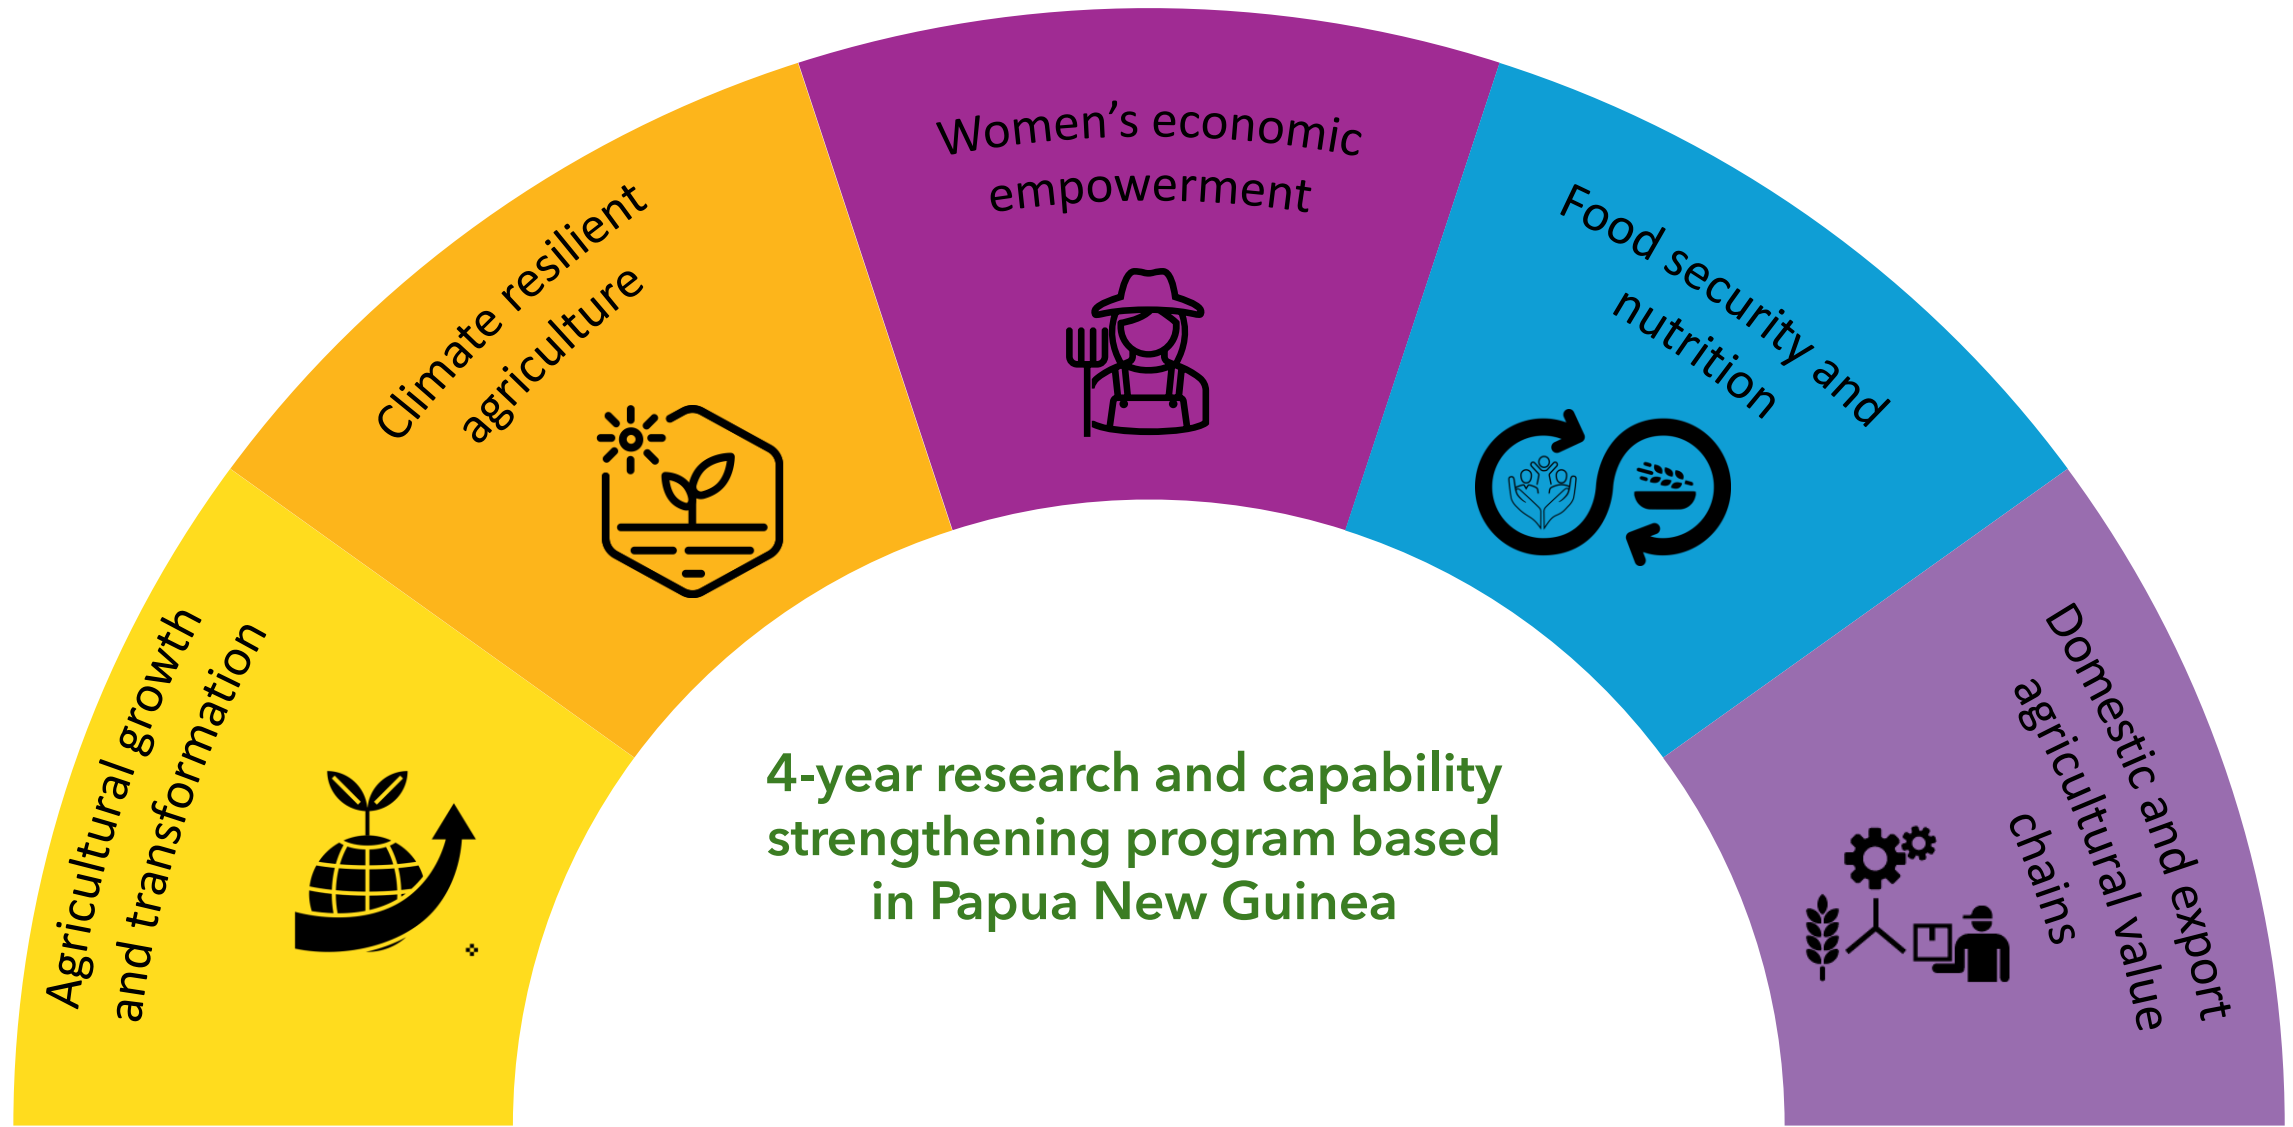 Agricultural growth
and transformation
Climate resilient
agriculture
Women’s economic
empowerment
Food security and
nutrition
Domestic and export
agricultural value
chains
4-year research and capability
strengthening program based
in Papua New Guinea